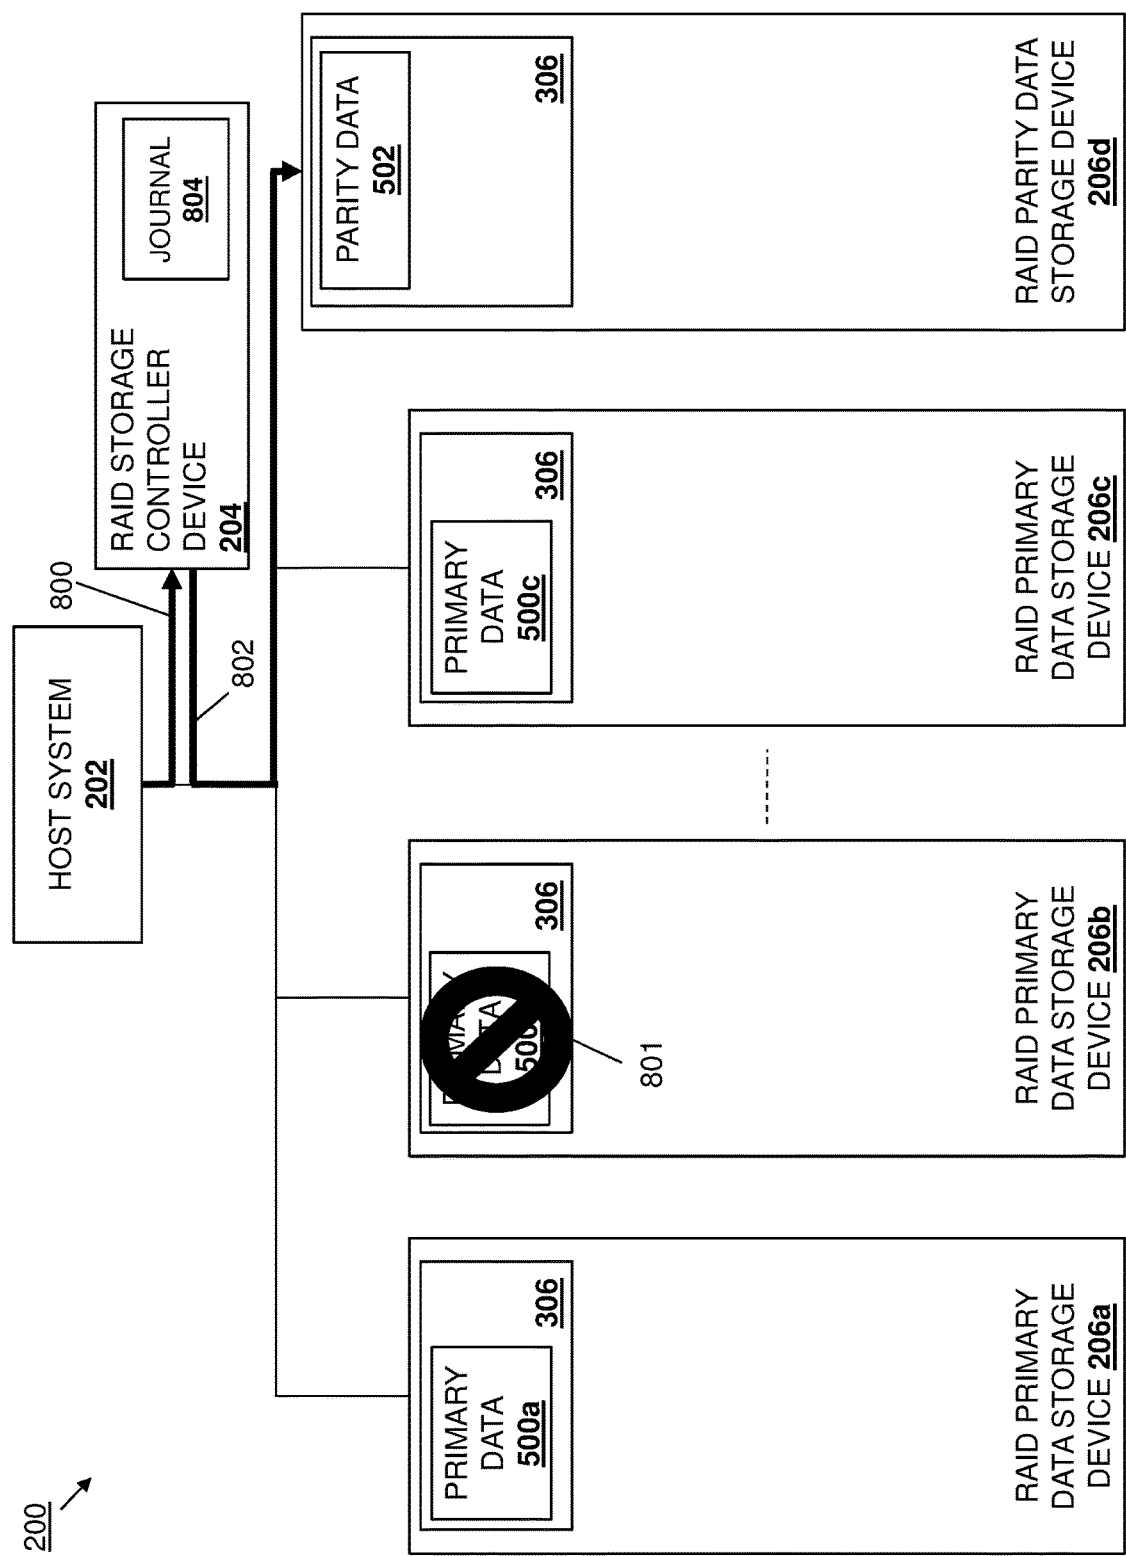 200
HOST SYSTEM
202
800
802
RAID STORAGE
CONTROLLER
DEVICE
204
JOURNAL
804
PRIMARY
DATA
500a
306
RAID PRIMARY
DATA STORAGE
DEVICE 206a
306
801
RAID PRIMARY
DATA STORAGE
DEVICE 206b
PRIMARY
DATA
500c
306
RAID PRIMARY
DATA STORAGE
DEVICE 206c
PARITY DATA
502
306
RAID PARITY DATA
STORAGE DEVICE
206d